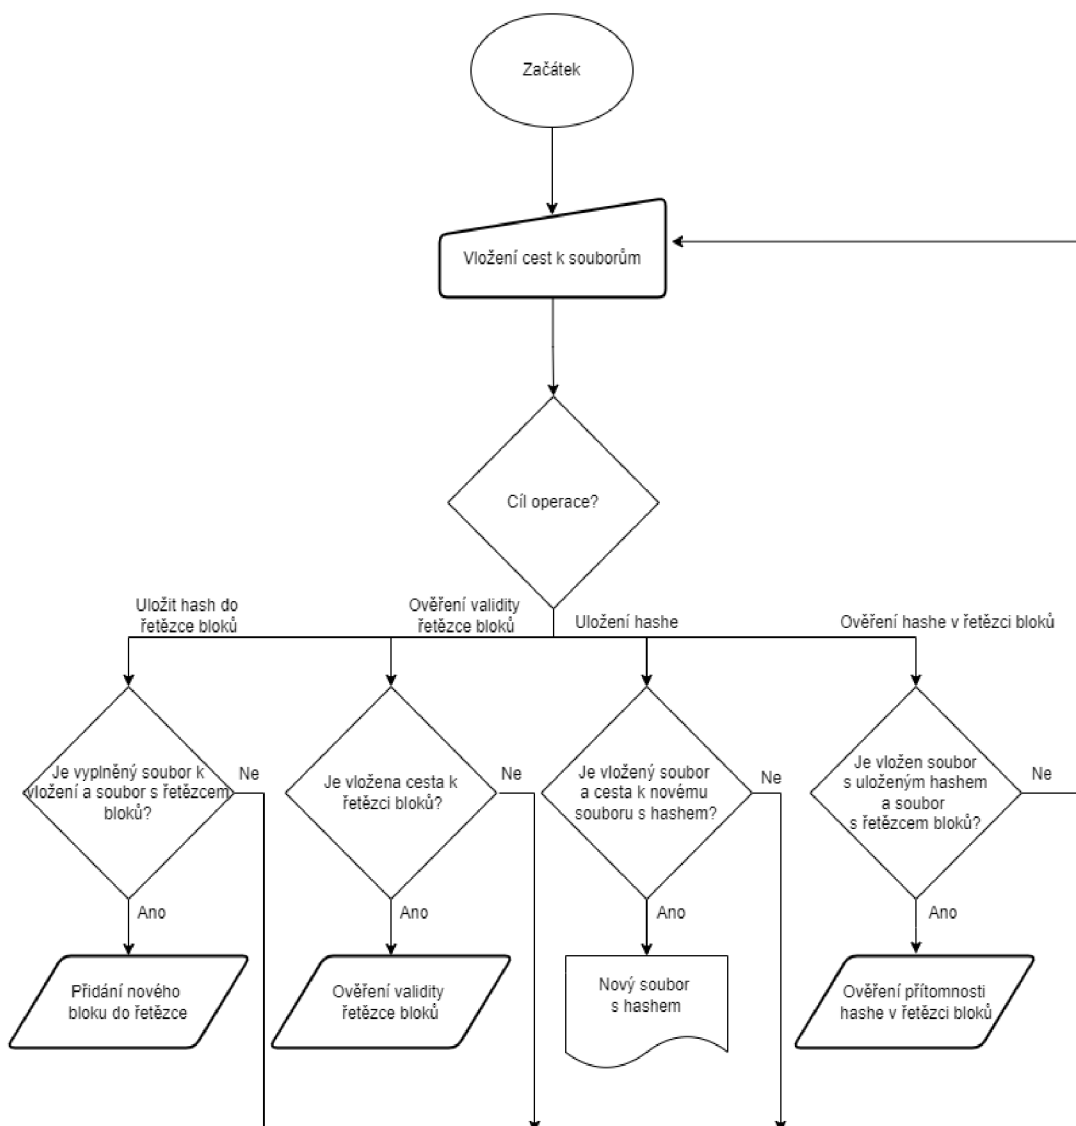 Začátek
Vložení cest k souborům
Cíl operace?
Uložit hash do
řetězce bloků
Ověření validity
řetězce bloků
Uložení hashe
Ověření hashe v řetězci bloků
Je vyplněný soubor k
vložení a soubor s řetězcem
bloků?
Ne
Je vložena cesta k
řetězci bloků?
Ne
Je vložený soubor
a cesta k novému
souboru s hashem?
Ne
Je vložen soubor
s uloženým hashem
a soubor
s řetězcem bloků?
Ne
Ano
Ano
Ano
Ano
Přidání nového
bloku do řetězce
Ověření validity
řetězce bloků
Nový soubor
s hashem
Ověření přítomnosti
hashe v řetězci bloků